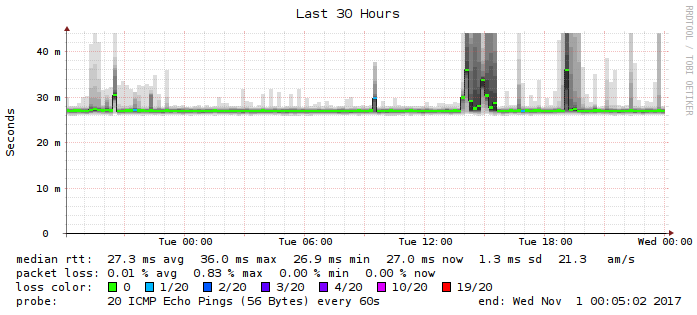 Last 30 Hours
RRDTOOL / TOBI OETIKER
Seconds
40 m
30 m
20 m
10 m
0
Tue 00:00 Tue 06:00 Tue 12:00 Tue 18:00 Wed 00:00
median rtt: 27.3 ms avg 36.0 ms max 26.9 ms min 27.0 ms now 1.3 ms sd 21.3 am/s
packet loss: 0.01 % avg 0.83 % max 0.00 % min 0.00 % now
loss color: 0 1/20 2/20 3/20 4/20 10/20 19/20
probe: 20 ICMP Echo Pings (56 Bytes) every 60s end: Wed Nov 1 00:05:02 2017